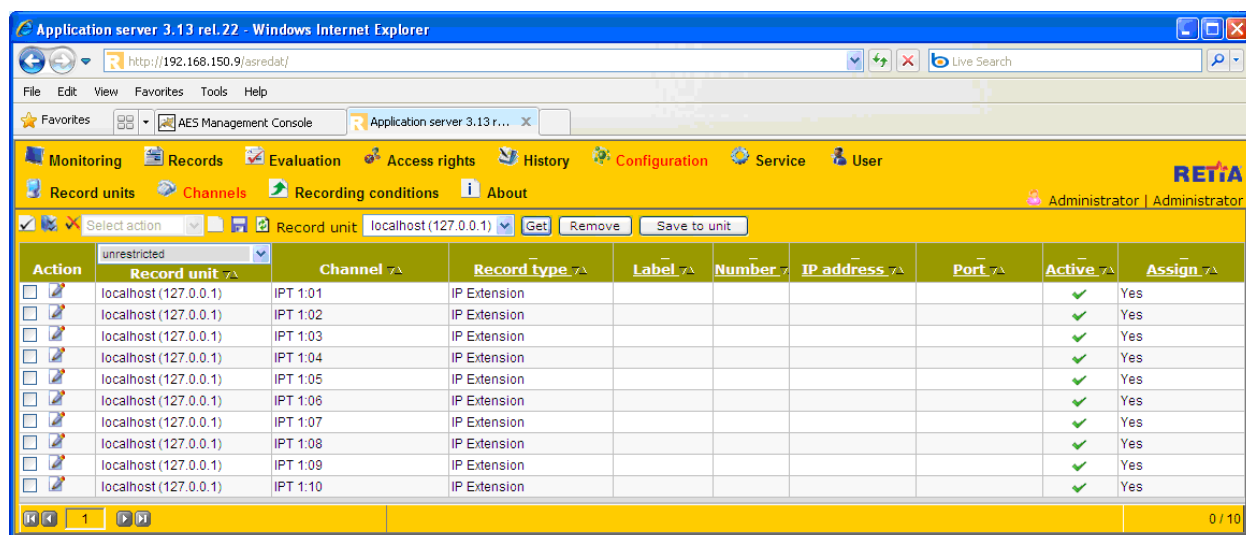 Application server 3.13 rel.22 - Windows Internet Explorer
http://192.168.150.9/asredat/
Live Search
File Edit View Favorites Tools Help
Favorites AES Management Console Application server 3.13 r... X
Monitoring Records Evaluation Access rights History Configuration Service User
RETIA
Record units Channels Recording conditions About
Administrator | Administrator
Select action Record unit localhost (127.0.0.1) Get Remove Save to unit
unrestricted
Action Record unit Channel Record type Label Number IP address Port Active Assign
localhost (127.0.0.1) IPT 1:01 IP Extension Yes
localhost (127.0.0.1) IPT 1:02 IP Extension Yes
localhost (127.0.0.1) IPT 1:03 IP Extension Yes
localhost (127.0.0.1) IPT 1:04 IP Extension Yes
localhost (127.0.0.1) IPT 1:05 IP Extension Yes
localhost (127.0.0.1) IPT 1:06 IP Extension Yes
localhost (127.0.0.1) IPT 1:07 IP Extension Yes
localhost (127.0.0.1) IPT 1:08 IP Extension Yes
localhost (127.0.0.1) IPT 1:09 IP Extension Yes
localhost (127.0.0.1) IPT 1:10 IP Extension Yes
1 0 / 10